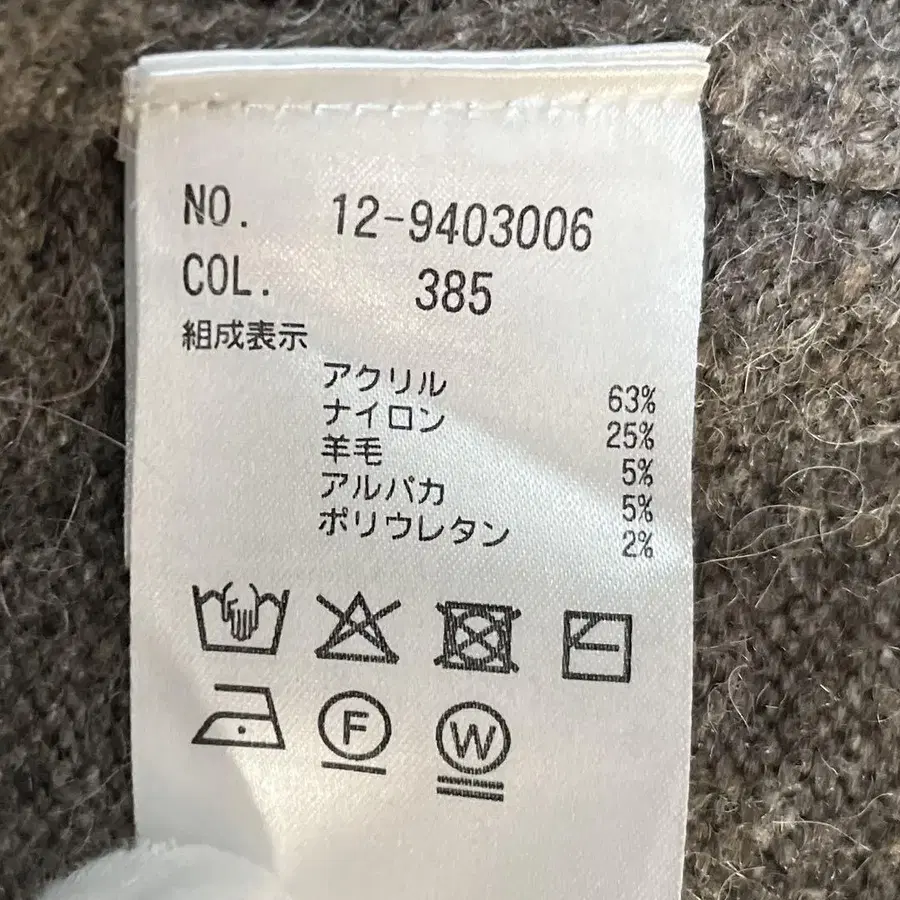 NO. 12-9403006
COL. 385
組成表示
アクリル 63%
ナイロン 25%
羊毛 5%
アルパカ 5%
ポリウレタン 2%
F W